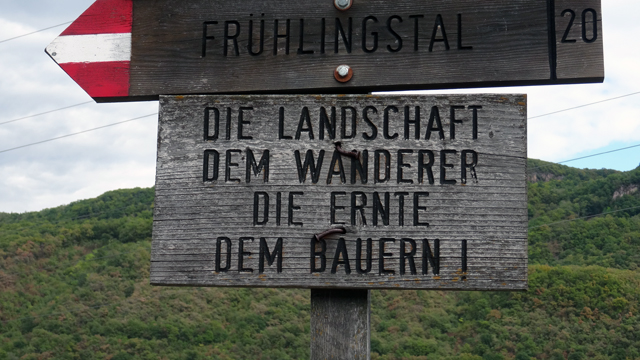 FRÜHLINGSTAL 20
DIE LANDSCHAFT
DEM WANDERER
DIE ERNTE
DEM BAUERN !